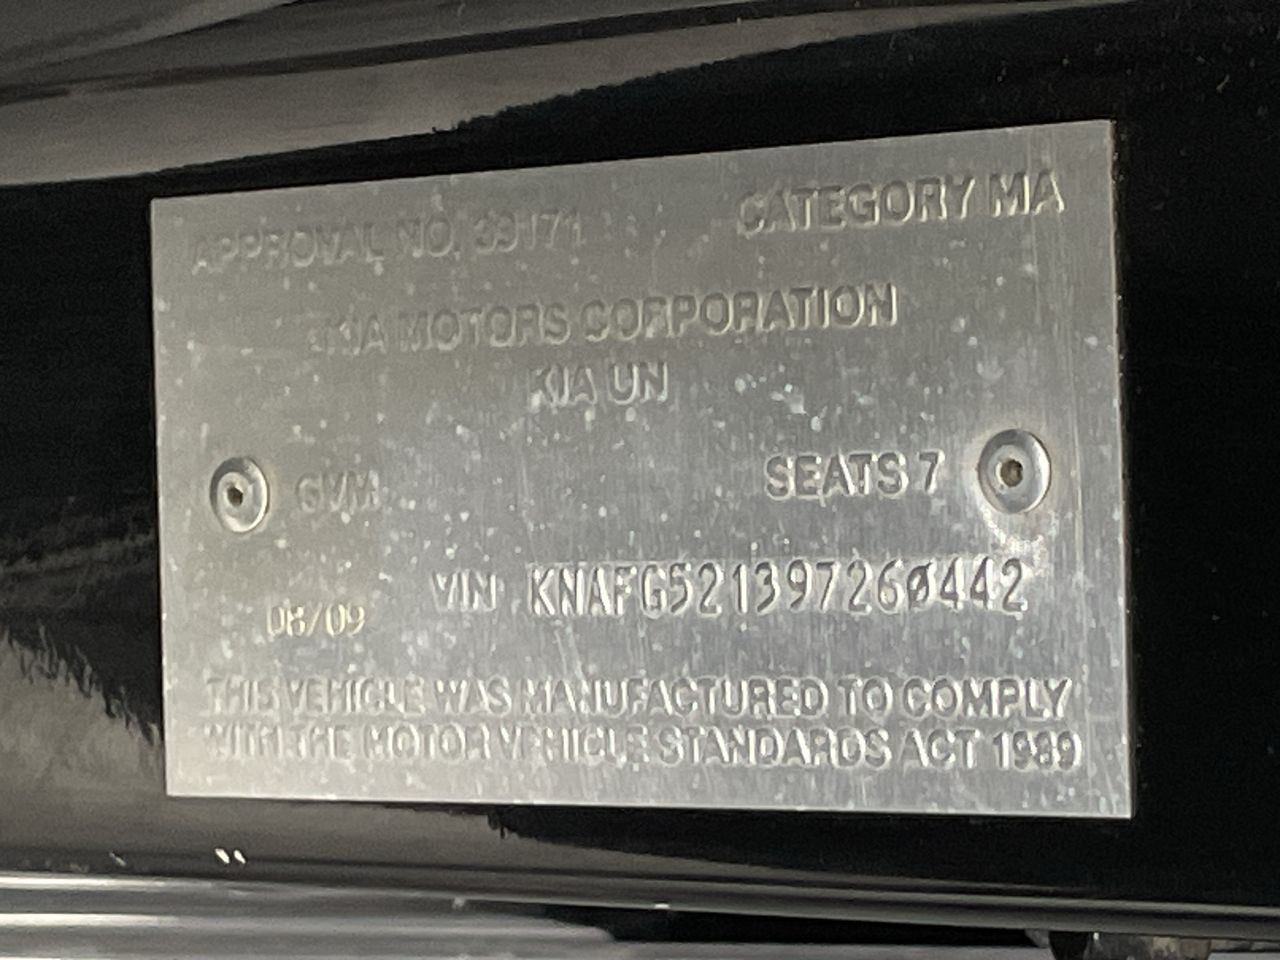 APPROVAL NO. 39171 CATEGORY MA
KIA MOTORS CORPORATION
KIA UN
GVM SEATS 7
08/09 VIN KNAFG521397260442
THIS VEHICLE WAS MANUFACTURED TO COMPLY
WITH THE MOTOR VEHICLE STANDARDS ACT 1989